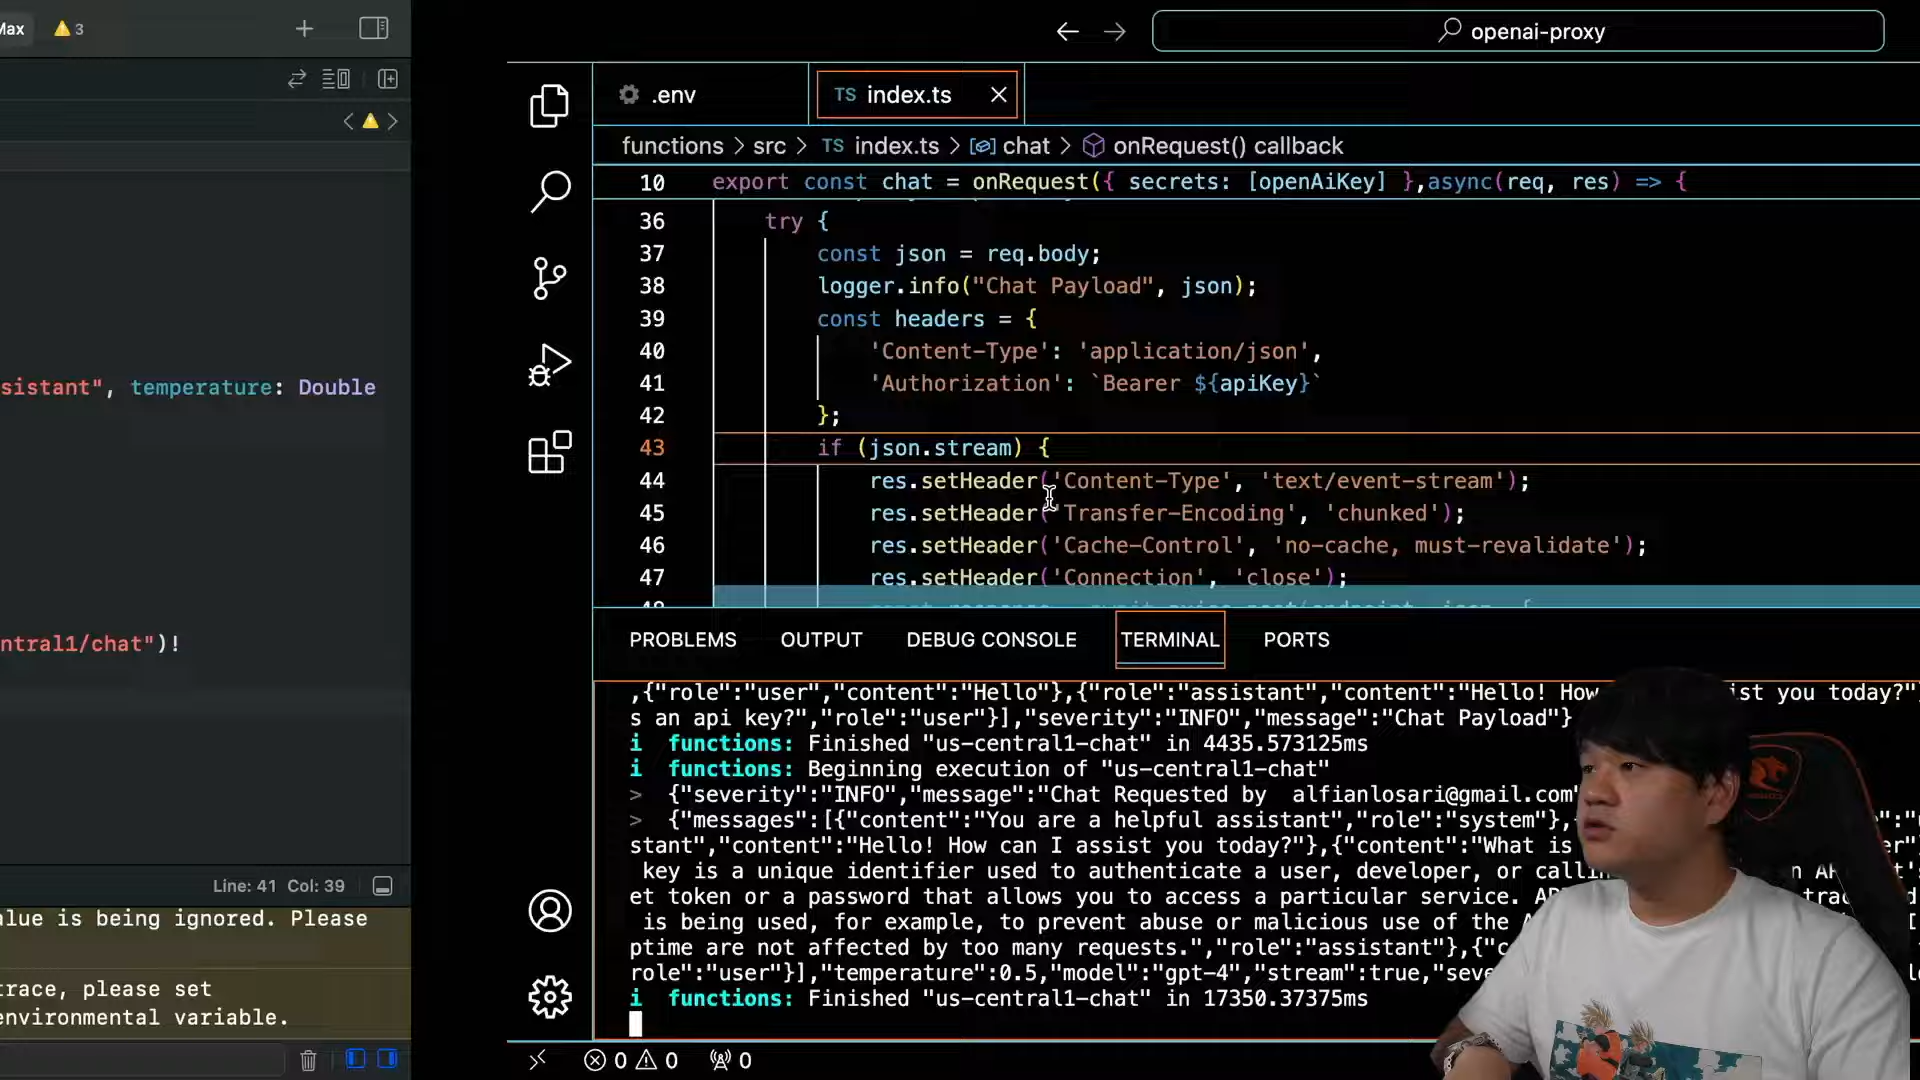 Max
3
sistant", temperature: Double
ntral1/chat")!
Line: 41 Col: 39
alue is being ignored. Please
trace, please set
environmental variable.
openai-proxy
.env
TS index.ts
functions > src > TS index.ts > chat > onRequest() callback
10 export const chat = onRequest({ secrets: [openAiKey] },async(req, res) => {
36 try {
37 const json = req.body;
38 logger.info("Chat Payload", json);
39 const headers = {
40 'Content-Type': 'application/json',
41 'Authorization': `Bearer ${apiKey}`
42 };
43 if (json.stream) {
44 res.setHeader('Content-Type', 'text/event-stream');
45 res.setHeader('Transfer-Encoding', 'chunked');
46 res.setHeader('Cache-Control', 'no-cache, must-revalidate');
47 res.setHeader('Connection', 'close');
PROBLEMS OUTPUT DEBUG CONSOLE TERMINAL PORTS
,{"role":"user","content":"Hello"},{"role":"assistant","content":"Hello! How ist you today?"
s an api key?","role":"user"}],"severity":"INFO","message":"Chat Payload"}
i functions: Finished "us-central1-chat" in 4435.573125ms
i functions: Beginning execution of "us-central1-chat"
> {"severity":"INFO","message":"Chat Requested by alfianlosari@gmail.com"
> {"messages":[{"content":"You are a helpful assistant","role":"system"},
stant","content":"Hello! How can I assist you today?"},{"content":"What is
key is a unique identifier used to authenticate a user, developer, or calli
et token or a password that allows you to access a particular service. AP
is being used, for example, to prevent abuse or malicious use of the A
ptime are not affected by too many requests.","role":"assistant"},{"c
role":"user"}],"temperature":0.5,"model":"gpt-4","stream":true,"seve
i functions: Finished "us-central1-chat" in 17350.37375ms
0 0 0